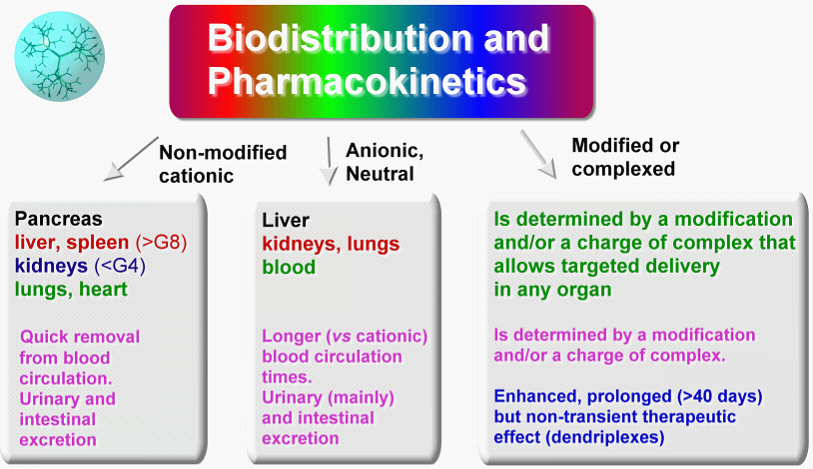 Biodistribution and
Pharmacokinetics
Non-modified
cationic
Anionic,
Neutral
Modified or
complexed
Pancreas
liver, spleen (>G8)
kidneys (<G4)
lungs, heart
Quick removal
from blood
circulation.
Urinary and
intestinal
excretion
Liver
kidneys, lungs
blood
Longer (vs cationic)
blood circulation
times.
Urinary (mainly)
and intestinal
excretion
Is determined by a modification
and/or a charge of complex that
allows targeted delivery
in any organ
Is determined by a modification
and/or a charge of complex.
Enhanced, prolonged (>40 days)
but non-transient therapeutic
effect (dendriplexes)